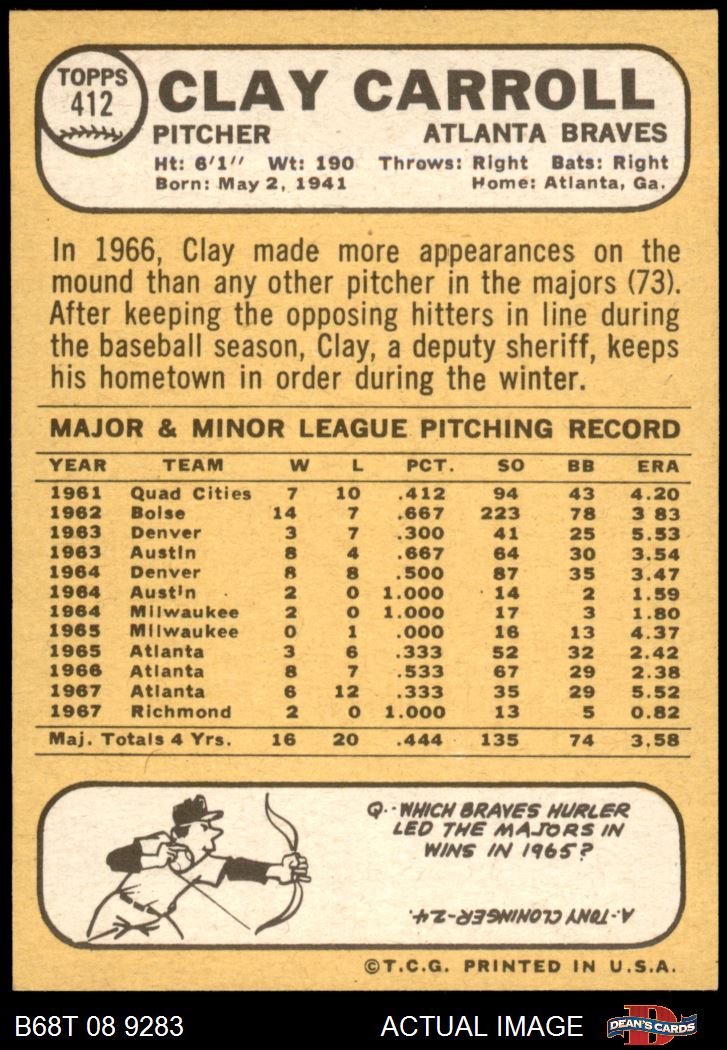 TOPPS
412
CLAY CARROLL
PITCHER ATLANTA BRAVES
Ht: 6'1" Wt: 190 Throws: Right Bats: Right
Born: May 2, 1941 Home: Atlanta, Ga.
In 1966, Clay made more appearances on the
mound than any other pitcher in the majors (73).
After keeping the opposing hitters in line during
the baseball season, Clay, a deputy sheriff, keeps
his hometown in order during the winter.
MAJOR & MINOR LEAGUE PITCHING RECORD
YEAR TEAM W L PCT. SO BB ERA
1961 Quad Cities 7 10 .412 94 43 4.20
1962 Boise 14 7 .667 223 78 3 83
1963 Denver 3 7 .300 41 25 5.53
1963 Austin 8 4 .667 64 30 3.54
1964 Denver 8 8 .500 87 35 3.47
1964 Austin 2 0 1.000 14 2 1.59
1964 Milwaukee 2 0 1.000 17 3 1.80
1965 Milwaukee 0 1 .000 16 13 4.37
1965 Atlanta 3 6 .333 52 32 2.42
1966 Atlanta 8 7 .533 67 29 2.38
1967 Atlanta 6 12 .333 35 29 5.52
1967 Richmond 2 0 1.000 13 5 0.82
Maj. Totals 4 Yrs. 16 20 .444 135 74 3.58
Q-- WHICH BRAVES HURLER
LED THE MAJORS IN
WINS IN 1965?
A- TONY CLONINGER-24.
©T.C.G. PRINTED IN U.S.A.
B68T 08 9283 ACTUAL IMAGE DEAN'S CARDS